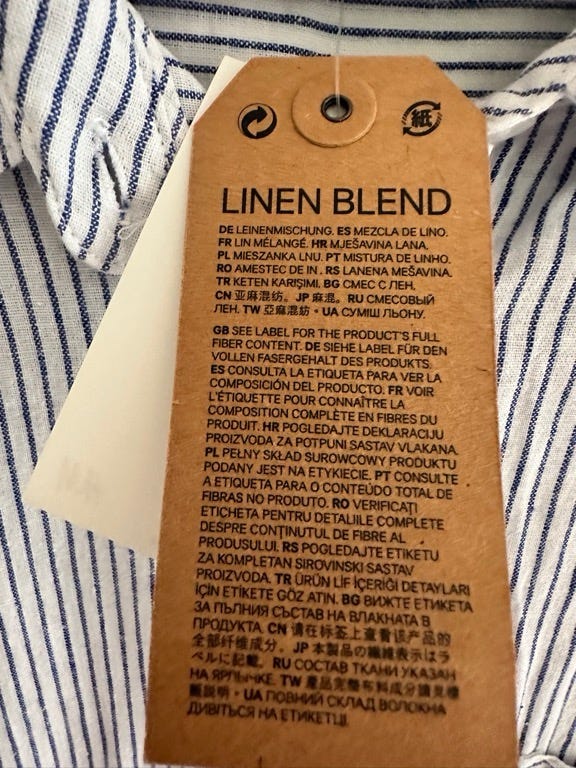 紙
LINEN BLEND
DE LEINENMISCHUNG. ES MEZCLA DE LINO.
FR LIN MÉLANGÉ. HR MJEŠAVINA LANA.
PL MIESZANKA LNU. PT MISTURA DE LINHO.
RO AMESTEC DE IN. RS LANENA MEŠAVINA.
TR KETEN KARIŞIMI. BG СМЕС С ЛЕН.
CN 亚麻混纺。JP 麻混。RU СМЕСОВЫЙ
ЛЕН. TW 亞麻混紡。UA СУМІШ ЛЬОНУ.
GB SEE LABEL FOR THE PRODUCT'S FULL
FIBER CONTENT. DE SIEHE LABEL FÜR DEN
VOLLEN FASERGEHALT DES PRODUKTS.
ES CONSULTA LA ETIQUETA PARA VER LA
COMPOSICIÓN DEL PRODUCTO. FR VOIR
L'ÉTIQUETTE POUR CONNAÎTRE LA
COMPOSITION COMPLÈTE EN FIBRES DU
PRODUIT. HR POGLEDAJTE DEKLARACIJU
PROIZVODA ZA POTPUNI SASTAV VLAKANA.
PL PEŁNY SKŁAD SUROWCOWY PRODUKTU
PODANY JEST NA ETYKIECIE. PT CONSULTE
A ETIQUETA PARA O CONTEÚDO TOTAL DE
FIBRAS NO PRODUTO. RO VERIFICAȚI
ETICHETA PENTRU DETALIILE COMPLETE
DESPRE CONȚINUTUL DE FIBRE AL
PRODUSULUI. RS POGLEDAJTE ETIKETU
ZA KOMPLETAN SIROVINSKI SASTAV
PROIZVODA. TR ÜRÜN LİF İÇERİĞİ DETAYLARI
İÇİN ETİKETE GÖZ ATIN. BG ВИЖТЕ ЕТИКЕТА
ЗА ПЪЛНИЯ СЪСТАВ НА ВЛАКНАТА В
ПРОДУКТА. CN 请在标签上查看该产品的
全部纤维成分。JP 本製品の繊維表示はラ
ベルに記載。RU СОСТАВ ТКАНИ УКАЗАН
НА ЯРЛЫЧКЕ. TW 產品完整布料成分請見標
籤說明。UA ПОВНИЙ СКЛАД ВОЛОКНА
ДИВІТЬСЯ НА ЕТИКЕТЦІ.